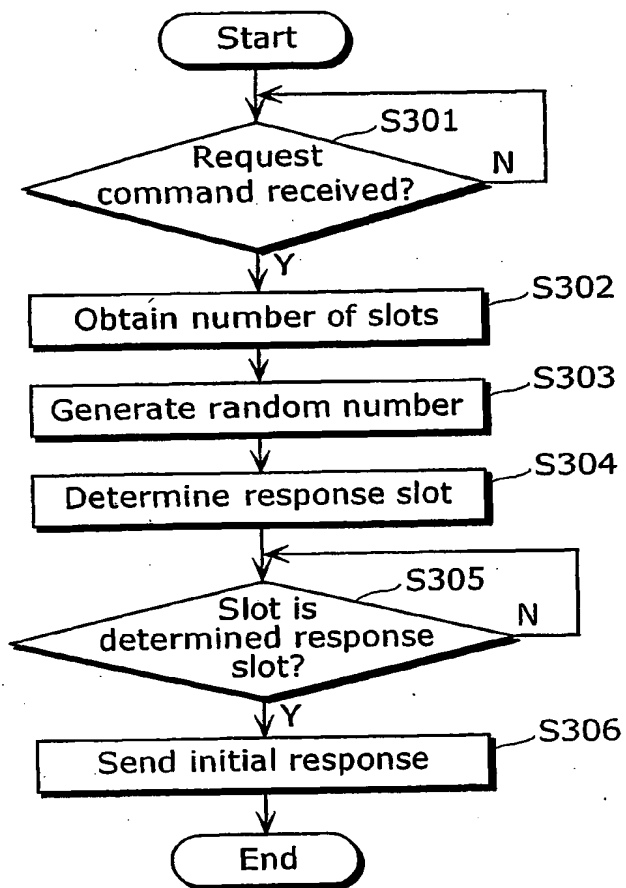 Start
S301
Request
command received?
N
Y
S302
Obtain number of slots
S303
Generate random number
S304
Determine response slot
S305
Slot is
determined response
slot?
N
Y
S306
Send initial response
End